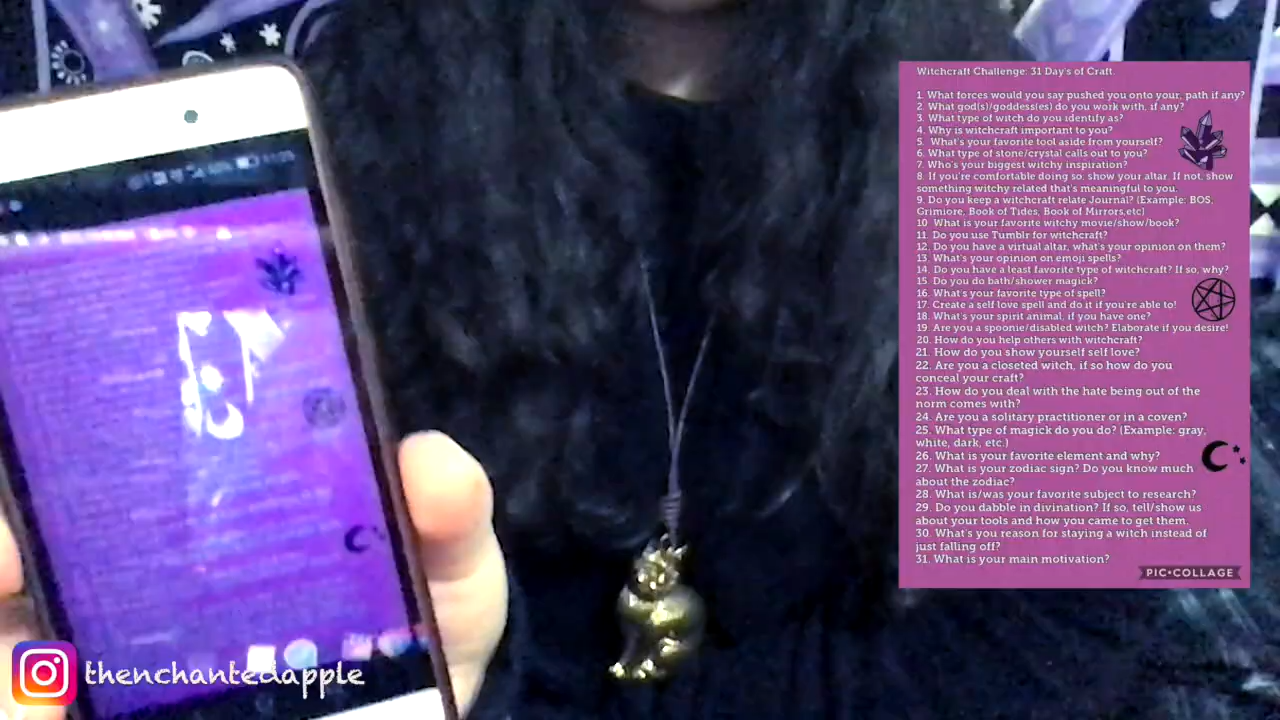 Witchcraft Challenge: 31 Day's of Craft.
1. What forces would you say pushed you onto your, path if any?
2. What god(s)/goddess(es) do you work with, if any?
3. What type of witch do you identify as?
4. Why is witchcraft important to you?
5. What's your favorite tool aside from yourself?
6. What type of stone/crystal calls out to you?
7. Who's your biggest witchy inspiration?
8. If you're comfortable doing so, show your altar. If not, show
something witchy related that's meaningful to you.
9. Do you keep a witchcraft relate Journal? (Example: BOS,
Grimiore, Book of Tides, Book of Mirrors,etc)
10. What is your favorite witchy movie/show/book?
11. Do you use Tumblr for witchcraft?
12. Do you have a virtual altar, what's your opinion on them?
13. What's your opinion on emoji spells?
14. Do you have a least favorite type of witchcraft? If so, why?
15. Do you do bath/shower magick?
16. What's your favorite type of spell?
17. Create a self love spell and do it if you're able to!
18. What's your spirit animal, if you have one?
19. Are you a spoonie/disabled witch? Elaborate if you desire!
20. How do you help others with witchcraft?
21. How do you show yourself self love?
22. Are you a closeted witch, if so how do you
conceal your craft?
23. How do you deal with the hate being out of the
norm comes with?
24. Are you a solitary practitioner or in a coven?
25. What type of magick do you do? (Example: gray,
white, dark, etc.)
26. What is your favorite element and why?
27. What is your zodiac sign? Do you know much
about the zodiac?
28. What is/was your favorite subject to research?
29. Do you dabble in divination? If so, tell/show us
about your tools and how you came to get them.
30. What's you reason for staying a witch instead of
just falling off?
31. What is your main motivation?
PIC•COLLAGE
thenchantedapple